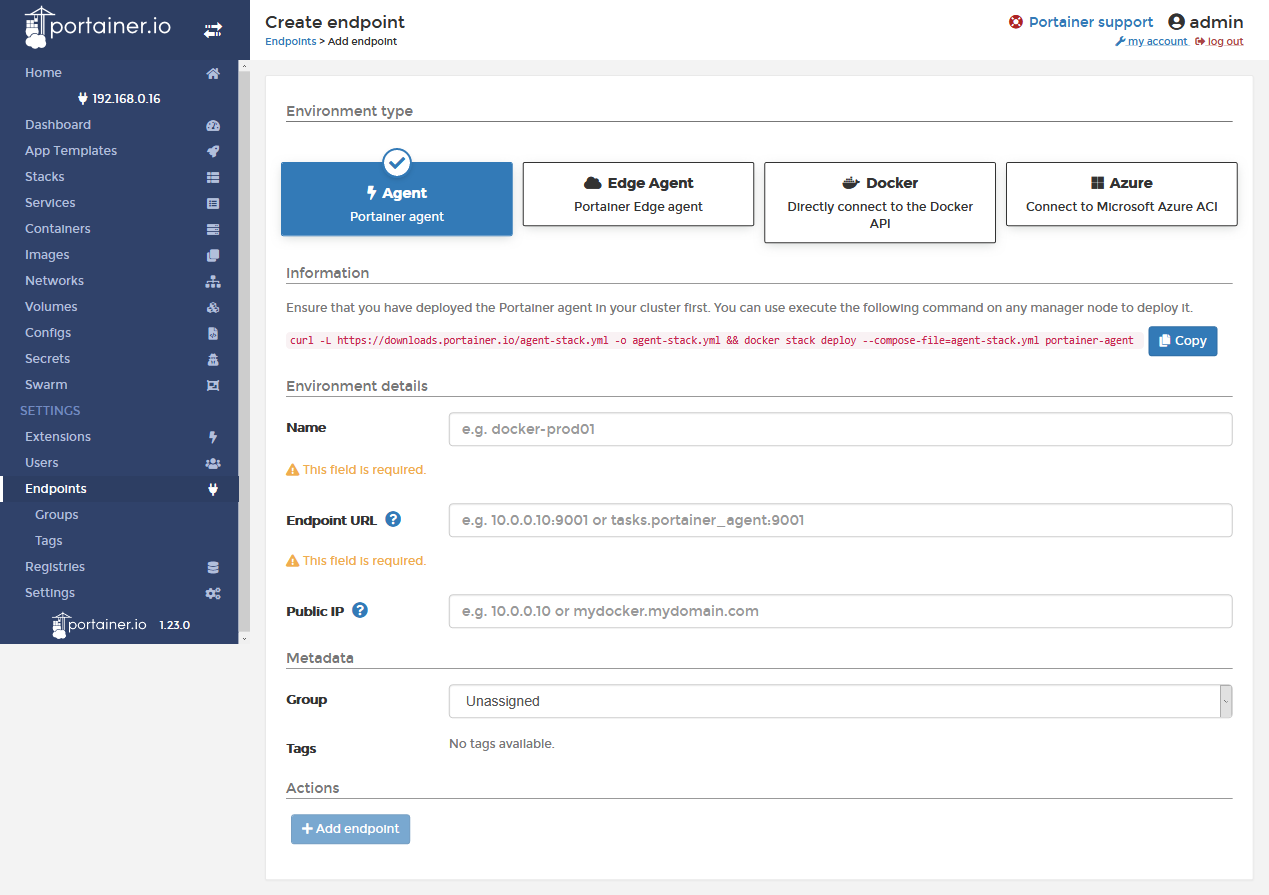 portainer.io
Home
192.168.0.16
Dashboard
App Templates
Stacks
Services
Containers
Images
Networks
Volumes
Configs
Secrets
Swarm
SETTINGS
Extensions
Users
Endpoints
Groups
Tags
Registries
Settings
portainer.io 1.23.0
Create endpoint
Endpoints > Add endpoint
Portainer support admin
my account log out
Environment type
Agent
Portainer agent
Edge Agent
Portainer Edge agent
Docker
Directly connect to the Docker
API
Azure
Connect to Microsoft Azure ACI
Information
Ensure that you have deployed the Portainer agent in your cluster first. You can use execute the following command on any manager node to deploy it.
curl -L https://downloads.portainer.io/agent-stack.yml -o agent-stack.yml && docker stack deploy --compose-file=agent-stack.yml portainer-agent Copy
Environment details
Name e.g. docker-prod01
This field is required.
Endpoint URL ? e.g. 10.0.0.10:9001 or tasks.portainer_agent:9001
This field is required.
Public IP ? e.g. 10.0.0.10 or mydocker.mydomain.com
Metadata
Group Unassigned
Tags No tags available.
Actions
+ Add endpoint